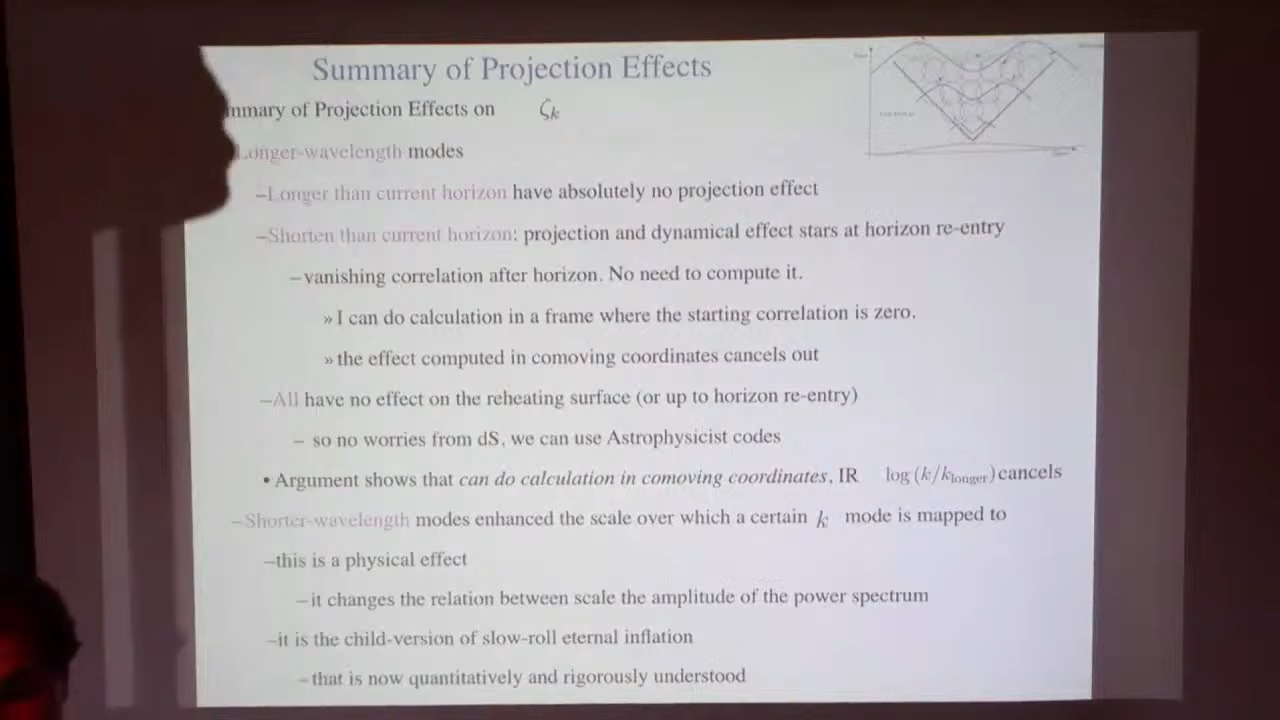 Summary of Projection Effects
mmary of Projection Effects on ζk
Longer-wavelength modes
–Longer than current horizon have absolutely no projection effect
–Shorten than current horizon: projection and dynamical effect stars at horizon re-entry
– vanishing correlation after horizon. No need to compute it.
» I can do calculation in a frame where the starting correlation is zero.
» the effect computed in comoving coordinates cancels out
–All have no effect on the reheating surface (or up to horizon re-entry)
– so no worries from dS, we can use Astrophysicist codes
• Argument shows that can do calculation in comoving coordinates, IR log (k/klonger) cancels
–Shorter-wavelength modes enhanced the scale over which a certain k mode is mapped to
–this is a physical effect
– it changes the relation between scale the amplitude of the power spectrum
–it is the child-version of slow-roll eternal inflation
– that is now quantitatively and rigorously understood